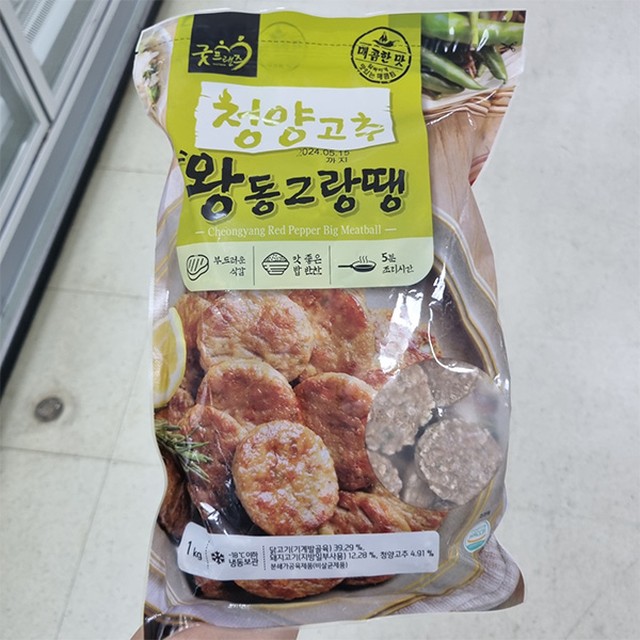 굿프랜즈
매콤한 맛
청양고추
2024.05.15
까지
왕동그랑땡
Cheongyang Red Pepper Big Meatball
부드러운
식감
맛 좋은
밥 반찬
5분
조리시간
1kg
-18℃이하
냉동보관
닭고기(기계발골육) 39.29 %,
돼지고기(지방일부사용) 12.28 %, 청양고추 4.91 %
분쇄가공육제품(비살균제품)